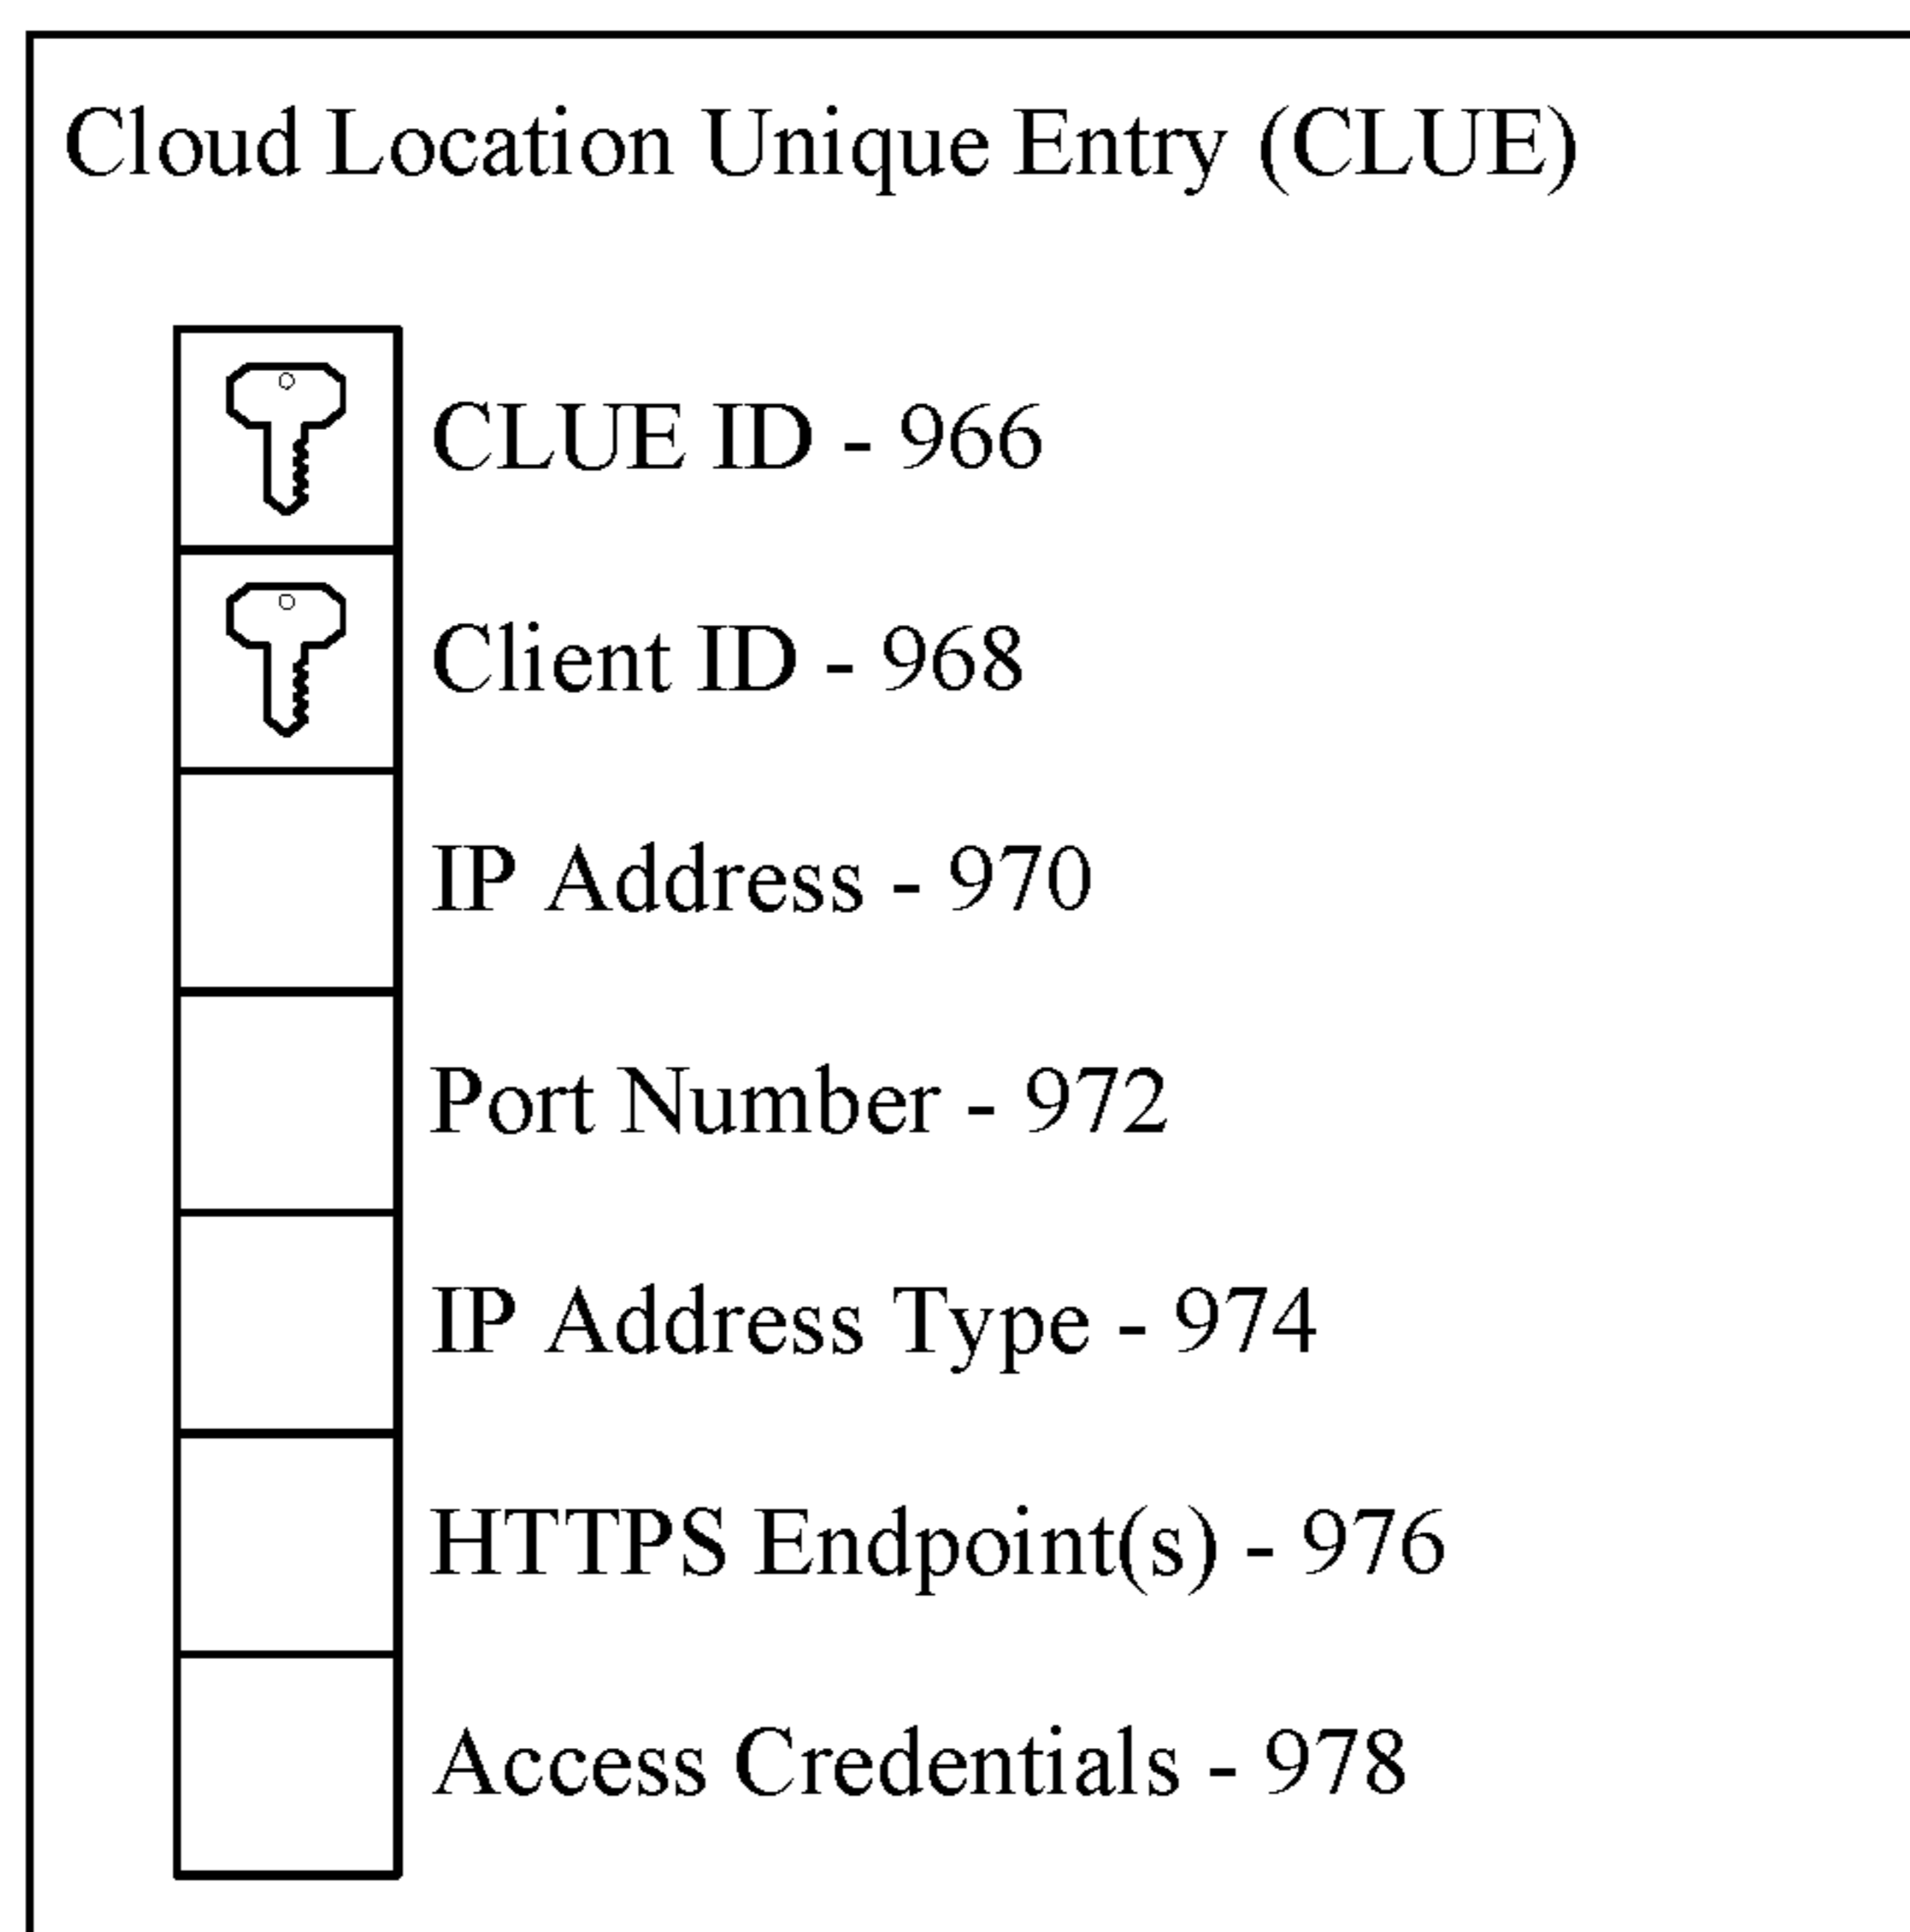 Cloud Location Unique Entry (CLUE)
CLUE ID - 966
Client ID - 968
IP Address - 970
Port Number - 972
IP Address Type - 974
HTTPS Endpoint(s) - 976
Access Credentials - 978